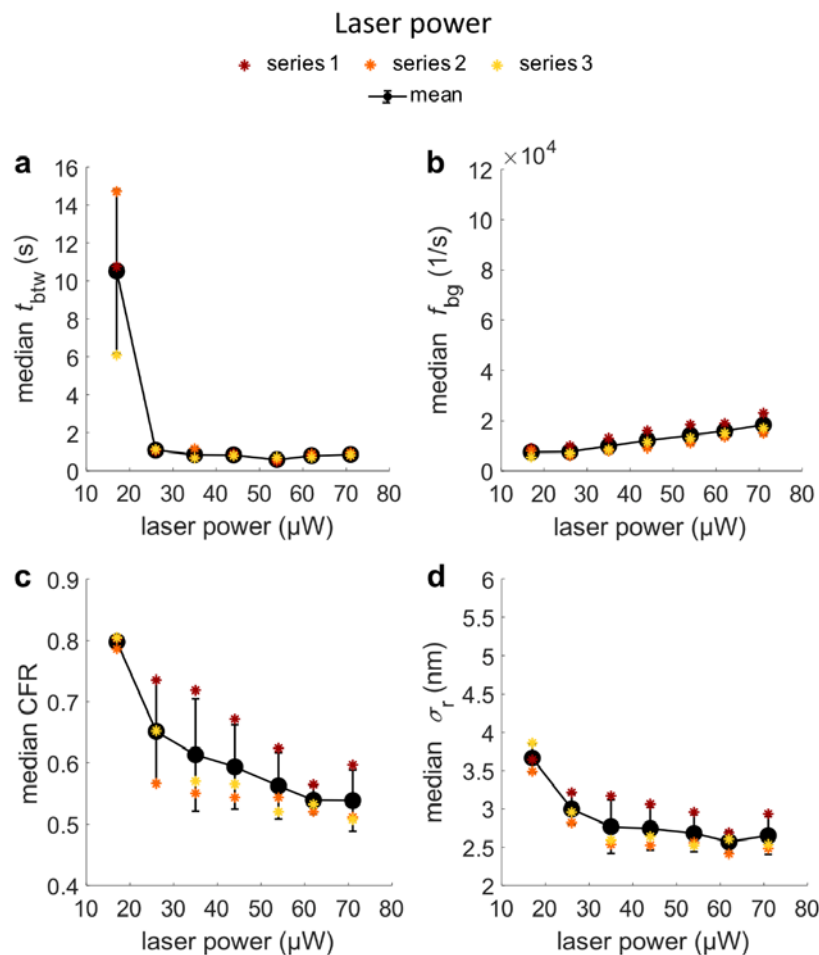 Laser power
series 1 series 2 series 3
mean
a
16
14
12
10
8
6
4
2
0
median t_btw (s)
10 20 30 40 50 60 70 80
laser power (µW)
b
× 10^4
12
10
8
6
4
2
0
median f_bg (1/s)
10 20 30 40 50 60 70 80
laser power (µW)
c
0.9
0.8
0.7
0.6
0.5
0.4
median CFR
10 20 30 40 50 60 70 80
laser power (µW)
d
6
5.5
5
4.5
4
3.5
3
2.5
2
median σ_r (nm)
10 20 30 40 50 60 70 80
laser power (µW)